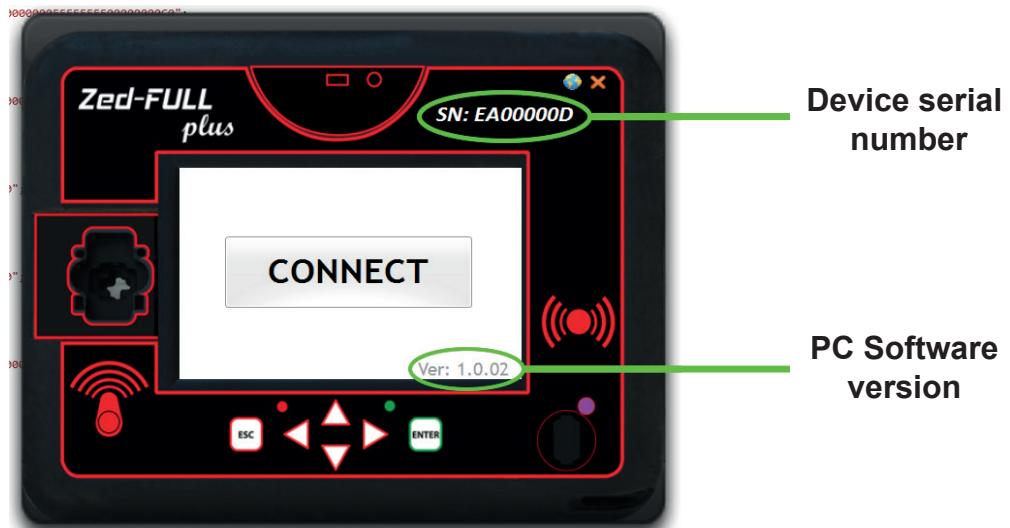 Zed-FULL
plus
SN: EA00000D
Device serial
number
CONNECT
Ver: 1.0.02
PC Software
version
ESC
ENTER